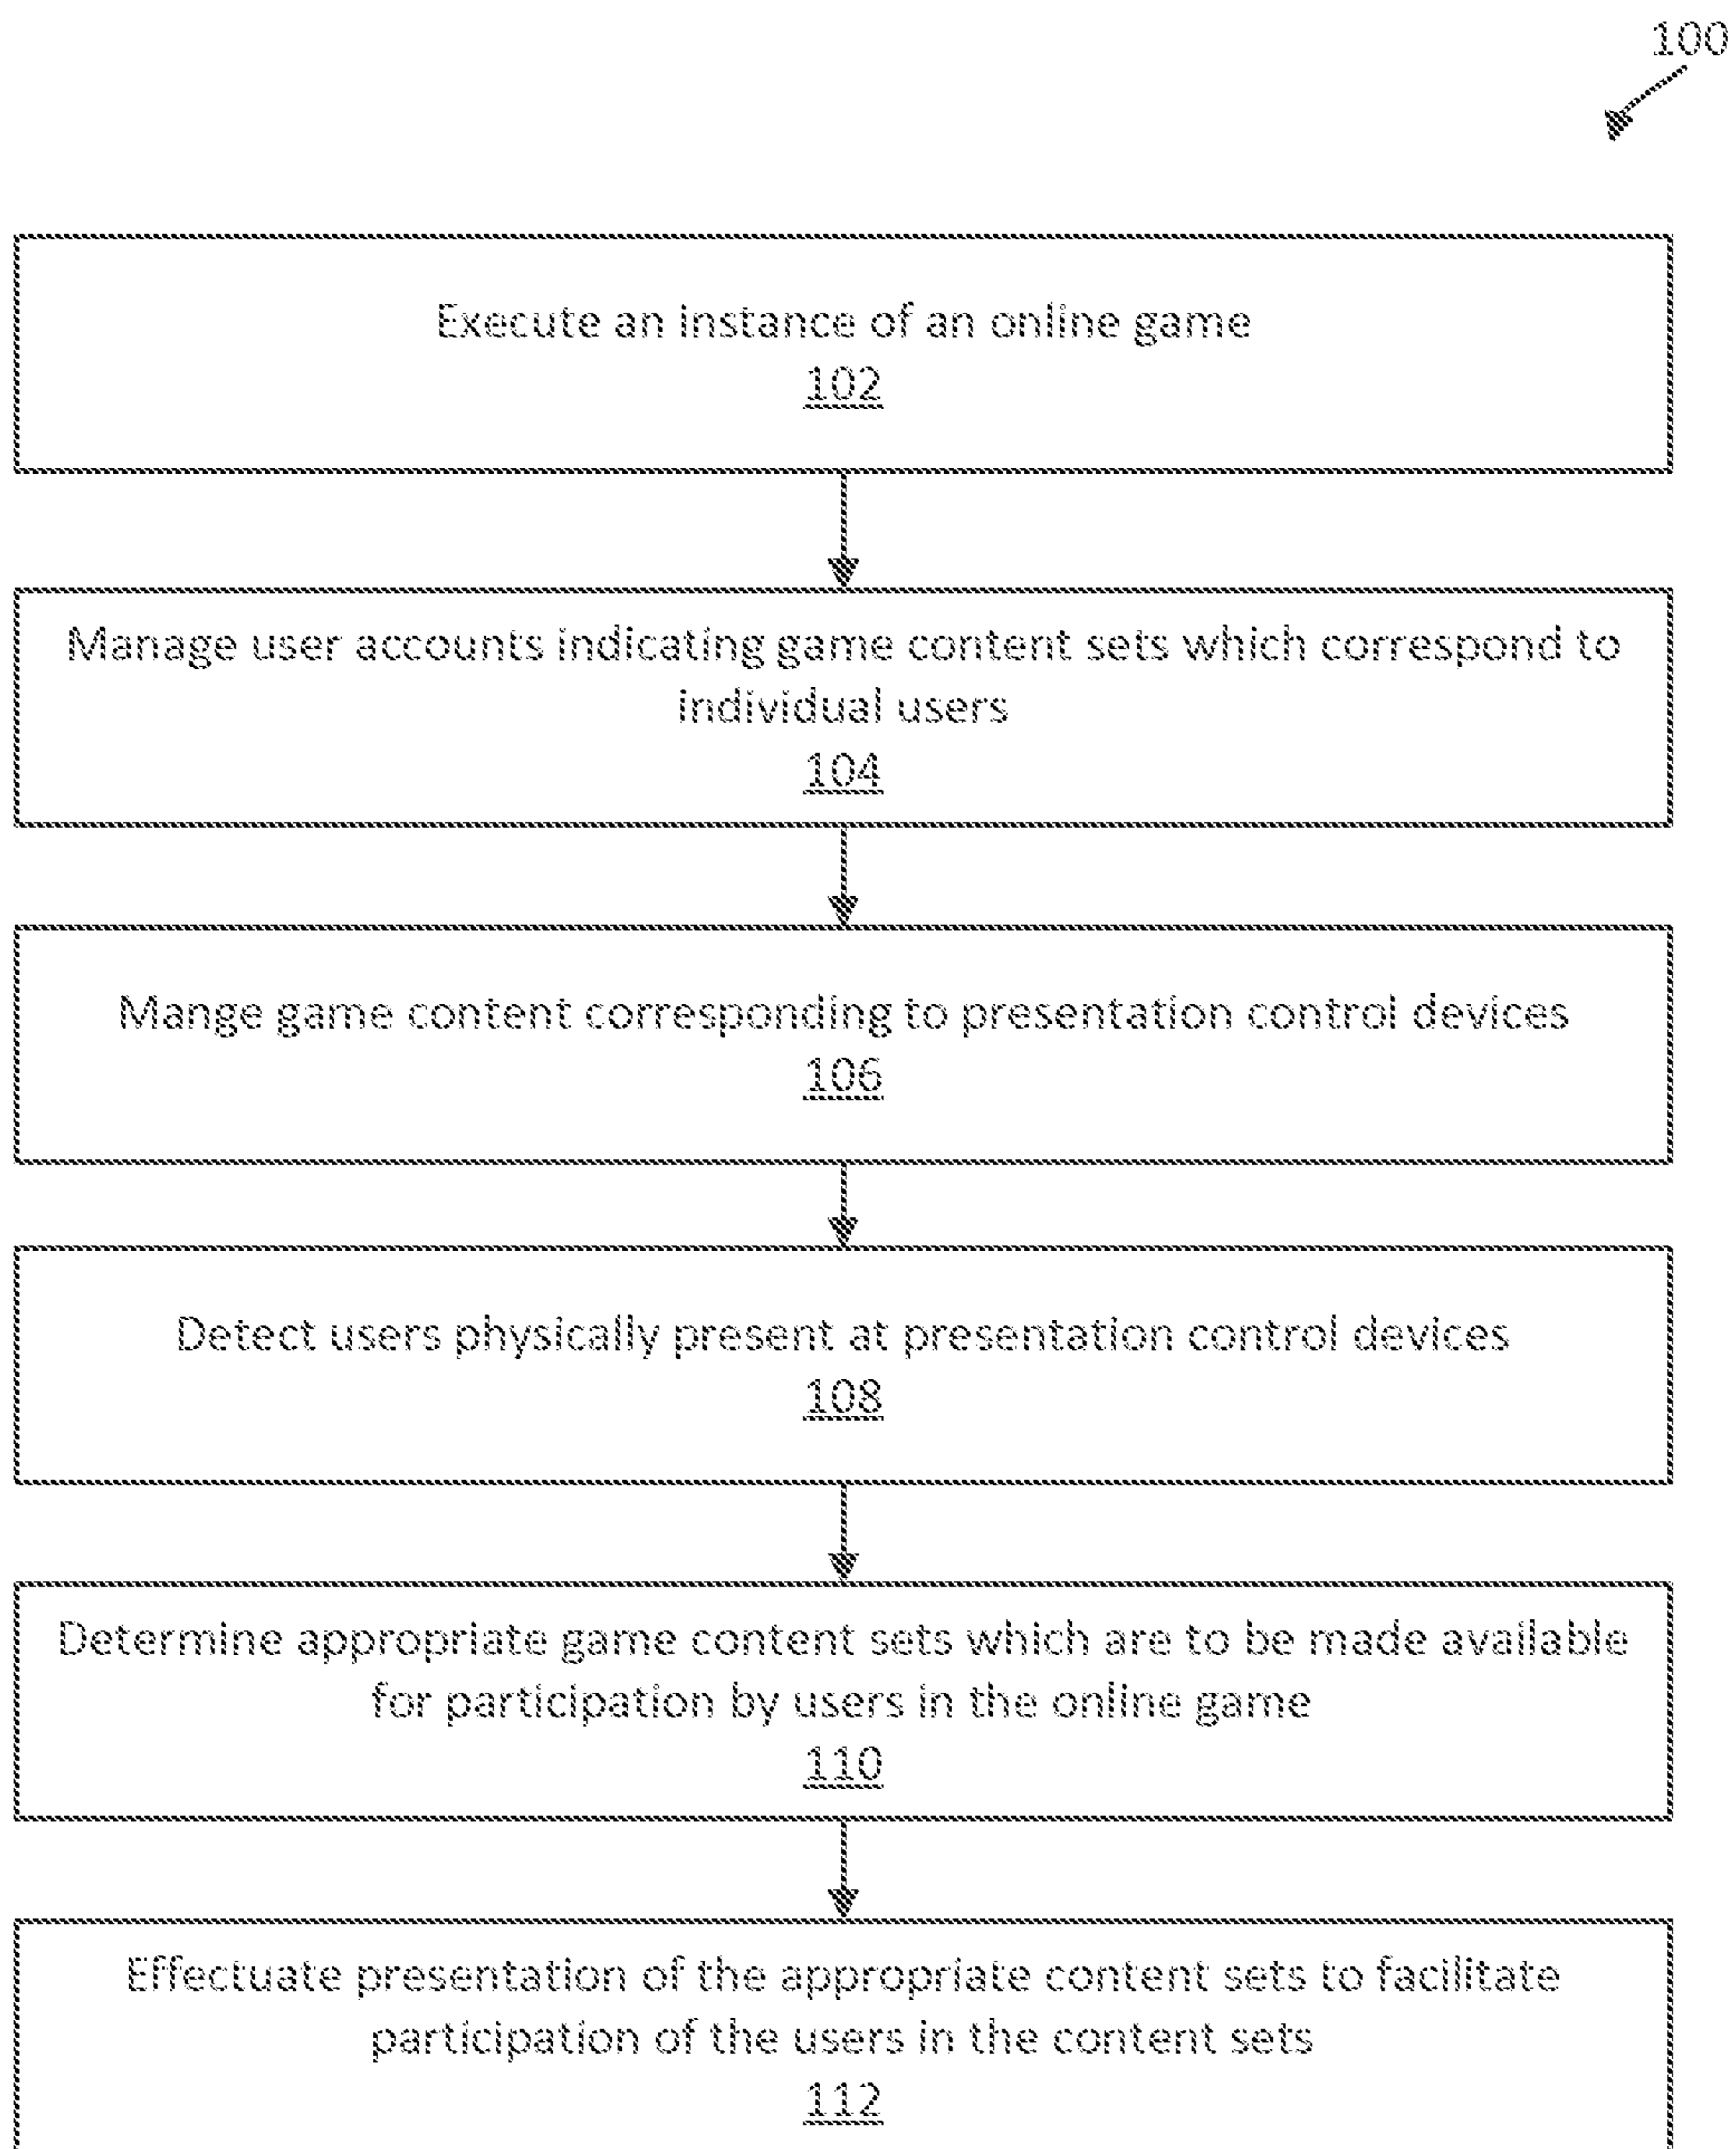 100
Execute an instance of an online game
102
Manage user accounts indicating game content sets which correspond to
individual users
104
Mange game content corresponding to presentation control devices
106
Detect users physically present at presentation control devices
108
Determine appropriate game content sets which are to be made available
for participation by users in the online game
110
Effectuate presentation of the appropriate content sets to facilitate
participation of the users in the content sets
112